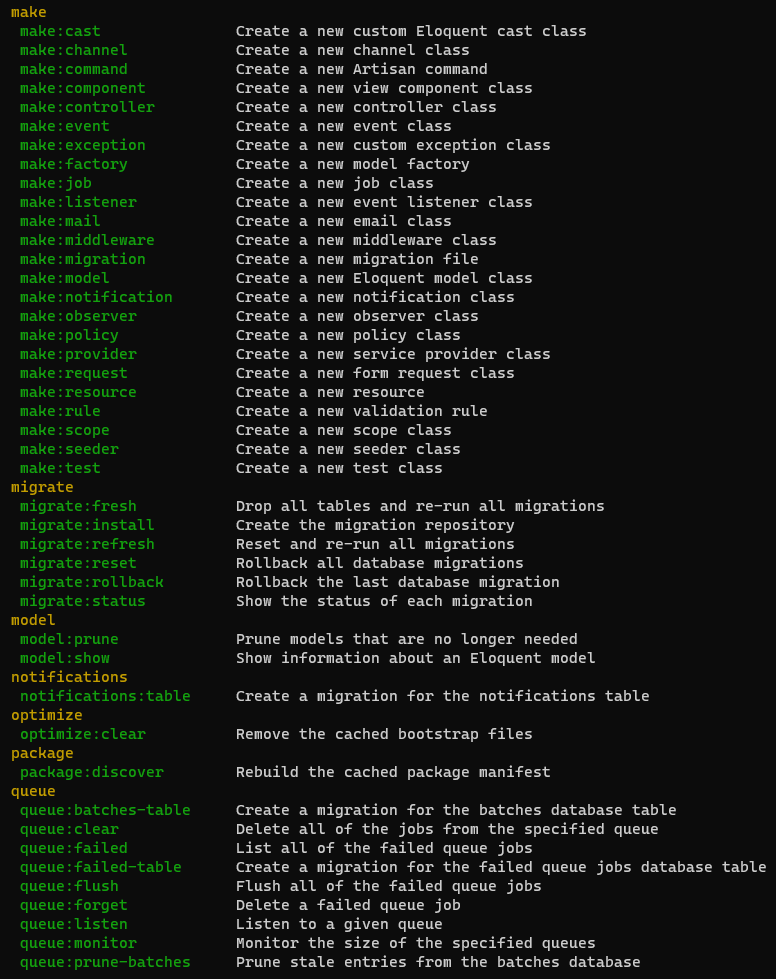 make
 make:cast              Create a new custom Eloquent cast class
 make:channel           Create a new channel class
 make:command           Create a new Artisan command
 make:component         Create a new view component class
 make:controller        Create a new controller class
 make:event             Create a new event class
 make:exception         Create a new custom exception class
 make:factory           Create a new model factory
 make:job               Create a new job class
 make:listener          Create a new event listener class
 make:mail              Create a new email class
 make:middleware        Create a new middleware class
 make:migration         Create a new migration file
 make:model             Create a new Eloquent model class
 make:notification      Create a new notification class
 make:observer          Create a new observer class
 make:policy            Create a new policy class
 make:provider          Create a new service provider class
 make:request           Create a new form request class
 make:resource          Create a new resource
 make:rule              Create a new validation rule
 make:scope             Create a new scope class
 make:seeder            Create a new seeder class
 make:test              Create a new test class
migrate
 migrate:fresh          Drop all tables and re-run all migrations
 migrate:install        Create the migration repository
 migrate:refresh        Reset and re-run all migrations
 migrate:reset          Rollback all database migrations
 migrate:rollback       Rollback the last database migration
 migrate:status         Show the status of each migration
model
 model:prune            Prune models that are no longer needed
 model:show             Show information about an Eloquent model
notifications
 notifications:table    Create a migration for the notifications table
optimize
 optimize:clear         Remove the cached bootstrap files
package
 package:discover       Rebuild the cached package manifest
queue
 queue:batches-table    Create a migration for the batches database table
 queue:clear            Delete all of the jobs from the specified queue
 queue:failed           List all of the failed queue jobs
 queue:failed-table     Create a migration for the failed queue jobs database table
 queue:flush            Flush all of the failed queue jobs
 queue:forget           Delete a failed queue job
 queue:listen           Listen to a given queue
 queue:monitor          Monitor the size of the specified queues
 queue:prune-batches    Prune stale entries from the batches database